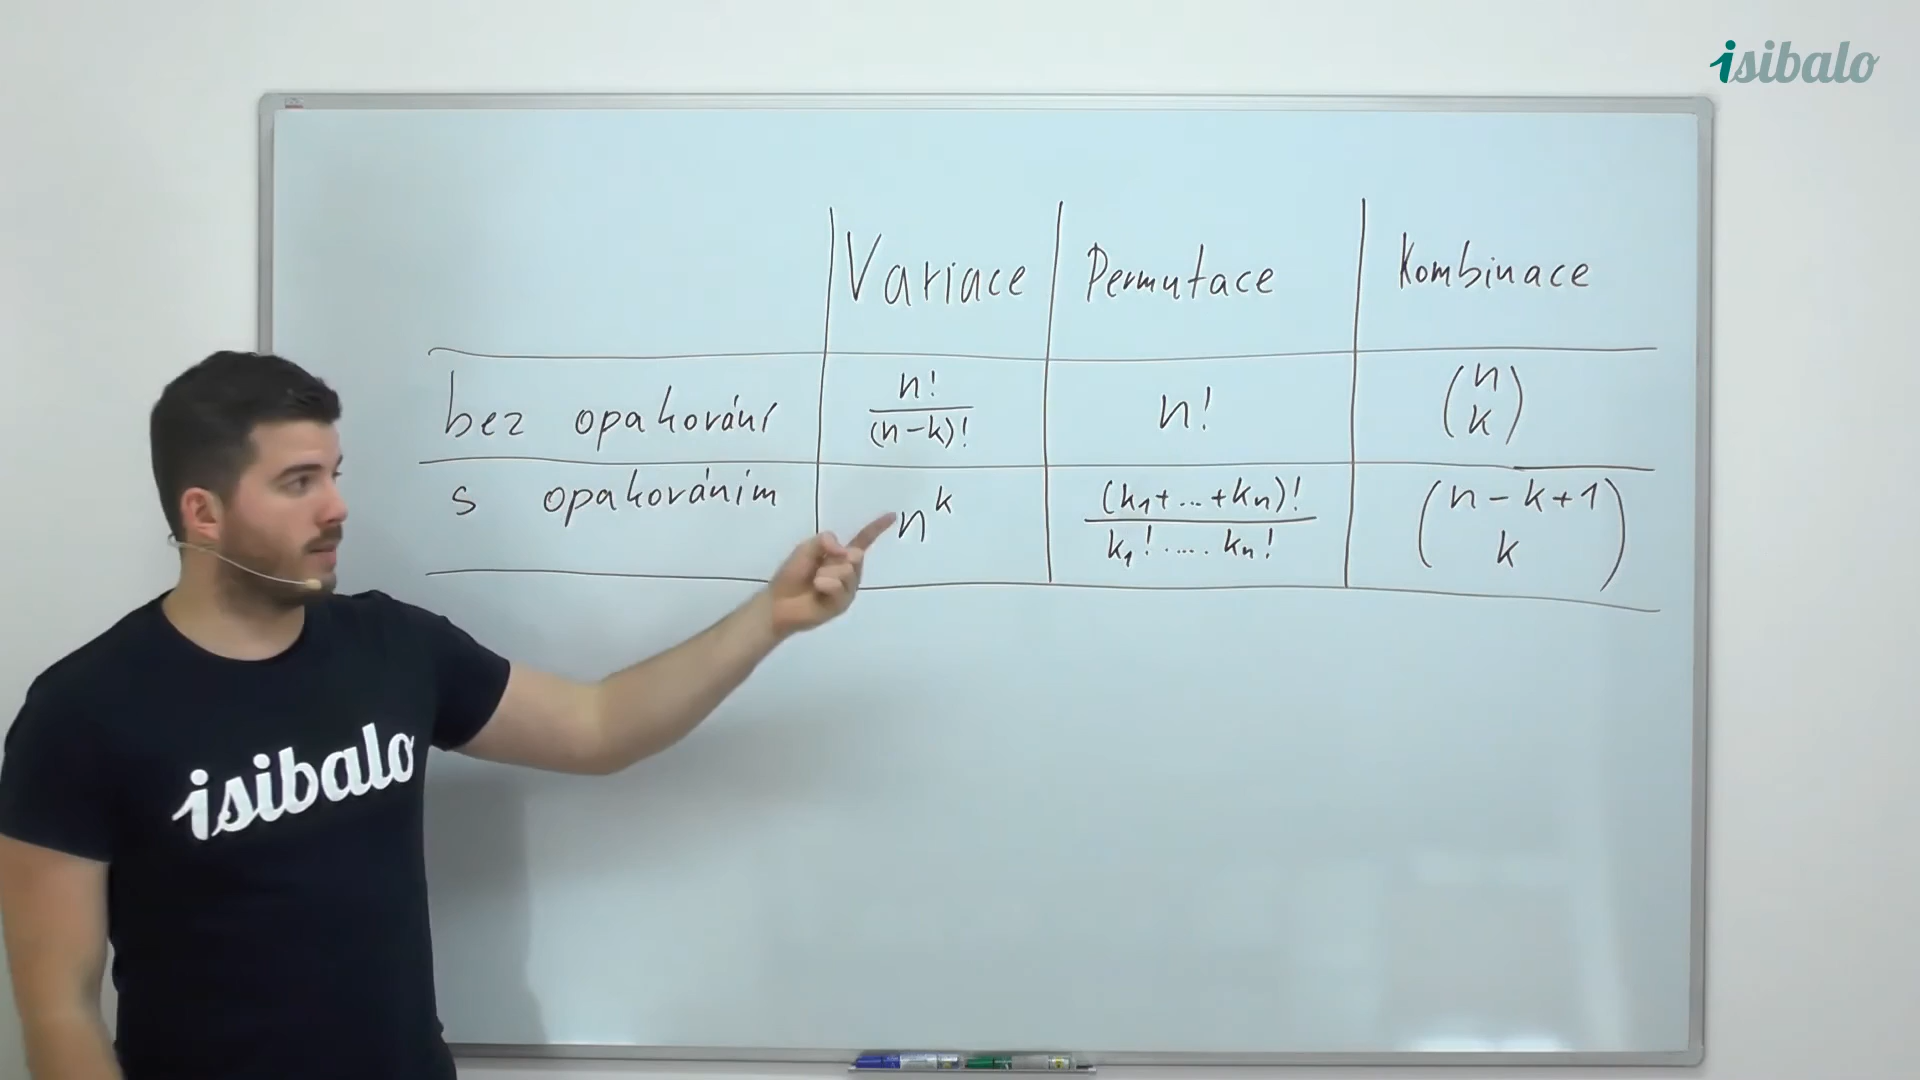 isibalo
Variace Permutace Kombinace
bez opakování n!/(n-k)! n! (n k)
s opakováním n^k (k₁+...+kₙ)!/k₁!.....kₙ! (n-k+1 k)
isibalo